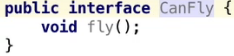 public interface CanFly {
    void fly();
}